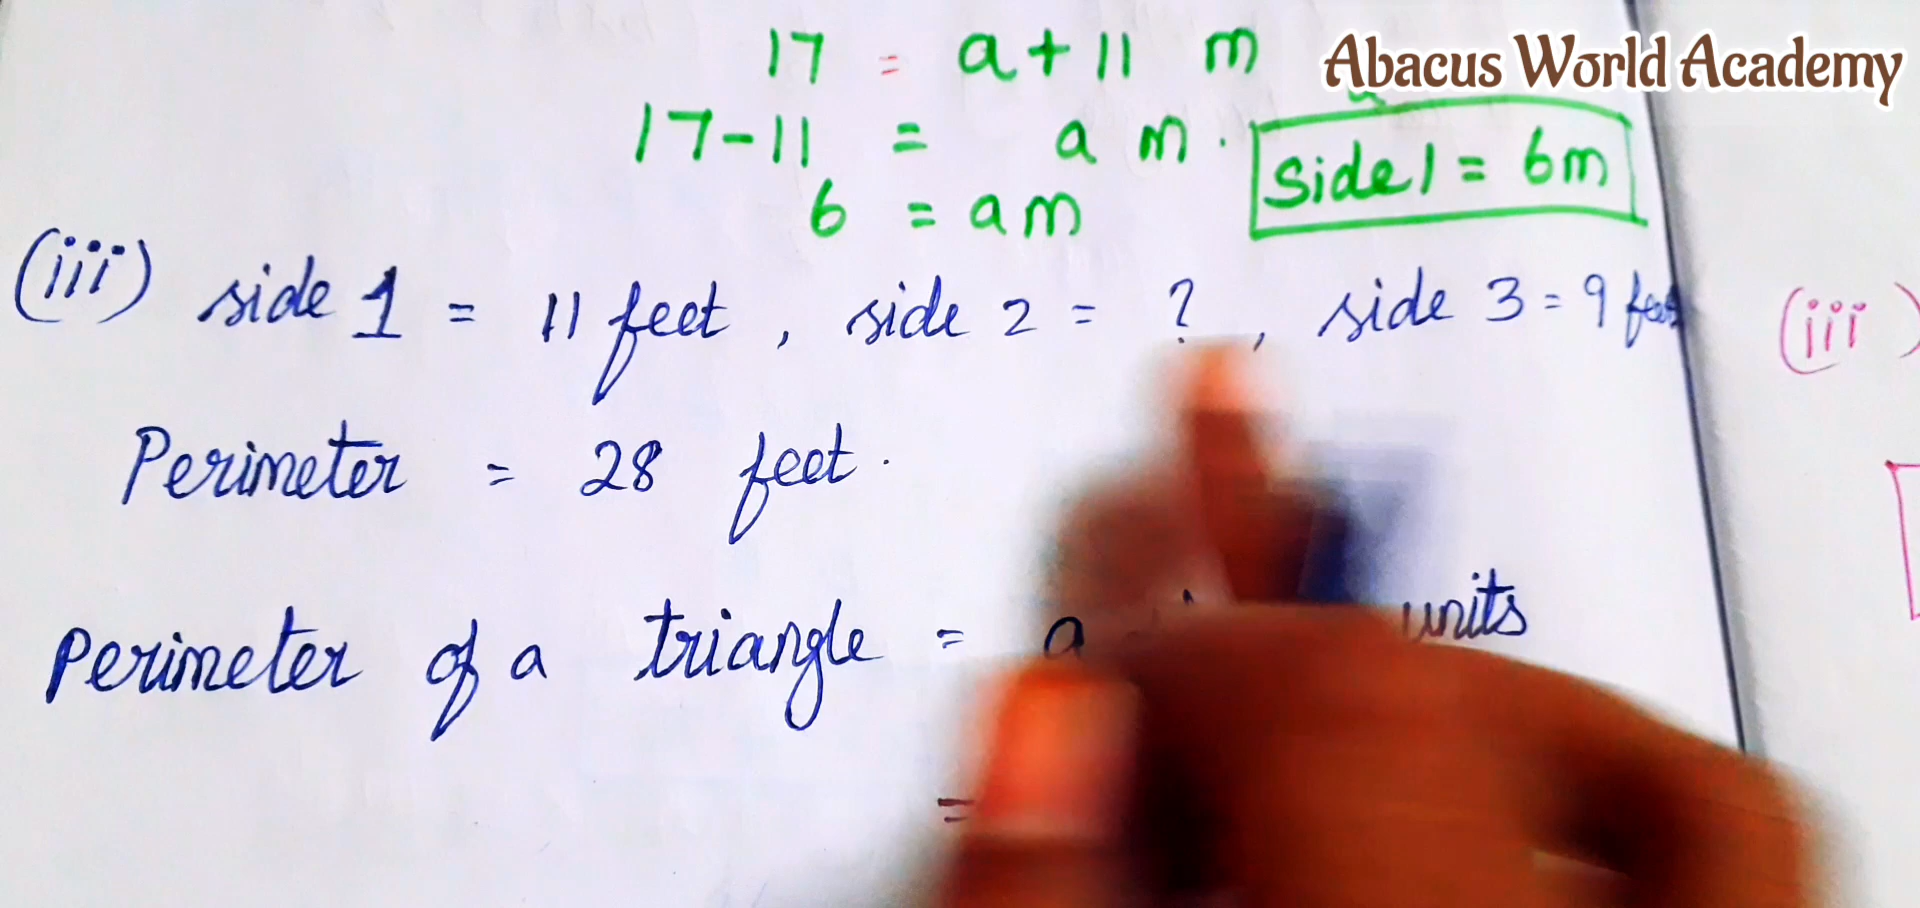 17 = a + 11 m
Abacus World Academy
17 - 11 = a m.
Side 1 = 6m
6 = a m
(iii) side 1 = 11 feet, side 2 = ?, side 3 = 9 feet
(iii)
Perimeter = 28 feet.
Perimeter of a triangle = a units
=